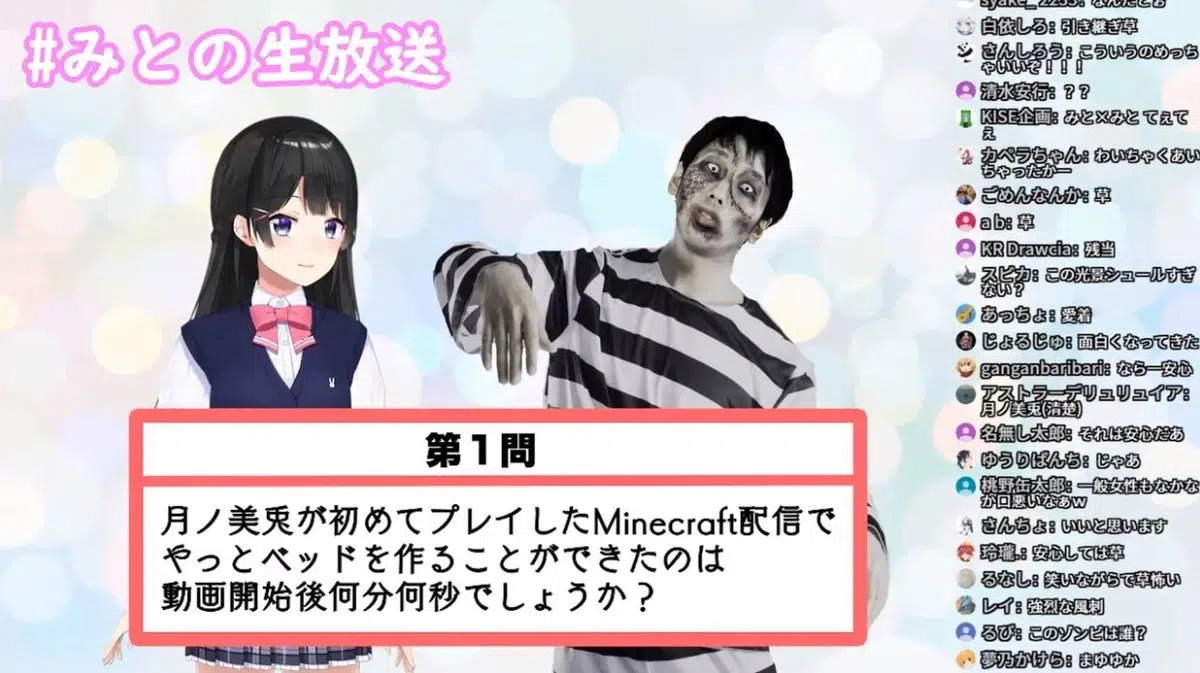 #みとの生放送
第1問
月ノ美兎が初めてプレイしたMinecraft配信で
やっとベッドを作ることができたのは
動画開始後何分何秒でしょうか？
syake_2255: なんだとぉ
白依しろ: 引き継ぎ草
さんしろう: こういうのめっち
ゃいいぞ！！！
清水安行: ？？
KISE企画: みと×みと てぇて
ぇ
カペラちゃん: わいちゃくあい
ちゃったかー
ごめんなんか: 草
a b: 草
KR Drawcia: 残当
スピカ: この光景シュールすぎ
ない？
あっちょ: 愛着
じょるじゅ: 面白くなってきた
ganganbaribari: なら一安心
アストラーデリュリュイア:
月ノ美兎(清楚)
名無し太郎: それは安心だあ
ゆうりぱんち: じゃあ
桃野缶太郎: 一般女性もなかな
か口悪いなぁw
さんちょ: いいと思います
玲瓏.: 安心しては草
るなし: 笑いながらで草怖い
レイ: 強烈な風刺
るび: このゾンビは誰？
夢乃かけら: まゆゆか